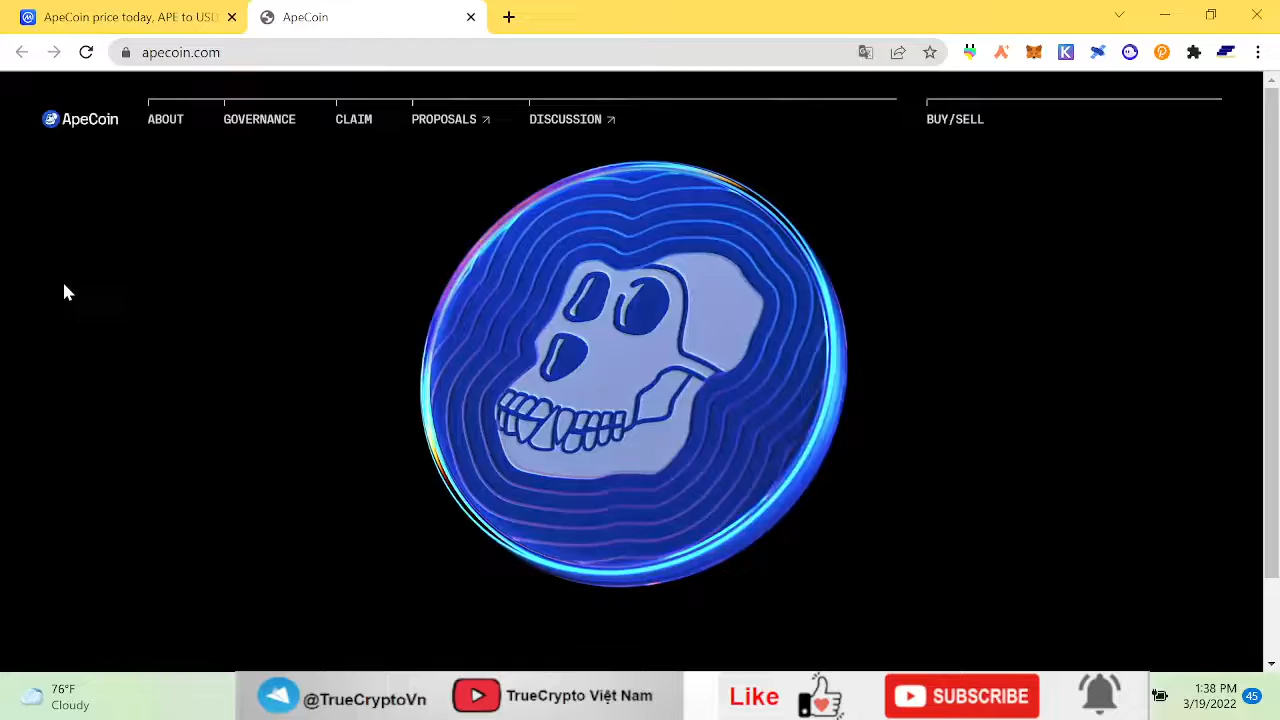 ApeCoin price today, APE to USD
ApeCoin
apecoin.com
ApeCoin
ABOUT
GOVERNANCE
CLAIM
PROPOSALS
DISCUSSION
BUY/SELL
76°F
Cloudy
@TrueCryptoVn
TrueCrypto Việt Nam
Like
SUBSCRIBE
1:38 PM
3/19/2022
45